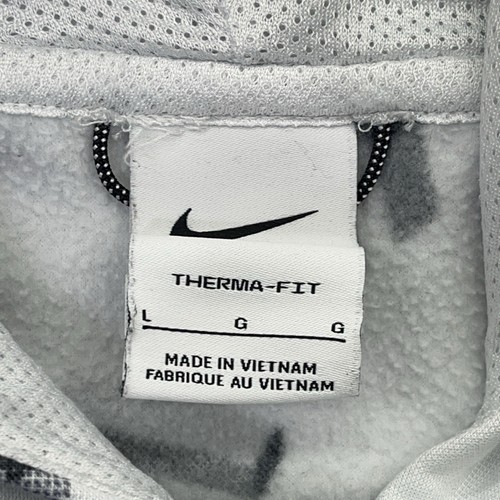 THERMA-FIT
L G G
MADE IN VIETNAM
FABRIQUE AU VIETNAM